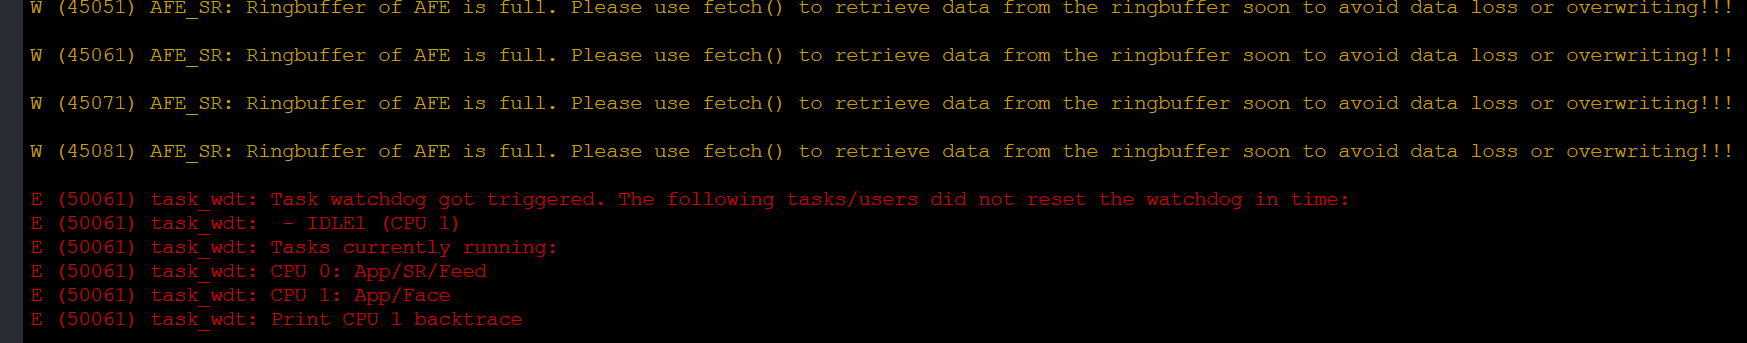 W (45051) AFE_SR: Ringbuffer of AFE is full. Please use fetch() to retrieve data from the ringbuffer soon to avoid data loss or overwriting!!!
W (45061) AFE_SR: Ringbuffer of AFE is full. Please use fetch() to retrieve data from the ringbuffer soon to avoid data loss or overwriting!!!
W (45071) AFE_SR: Ringbuffer of AFE is full. Please use fetch() to retrieve data from the ringbuffer soon to avoid data loss or overwriting!!!
W (45081) AFE_SR: Ringbuffer of AFE is full. Please use fetch() to retrieve data from the ringbuffer soon to avoid data loss or overwriting!!!
E (50061) task_wdt: Task watchdog got triggered. The following tasks/users did not reset the watchdog in time:
E (50061) task_wdt:  - IDLE1 (CPU 1)
E (50061) task_wdt: Tasks currently running:
E (50061) task_wdt: CPU 0: App/SR/Feed
E (50061) task_wdt: CPU 1: App/Face
E (50061) task_wdt: Print CPU 1 backtrace